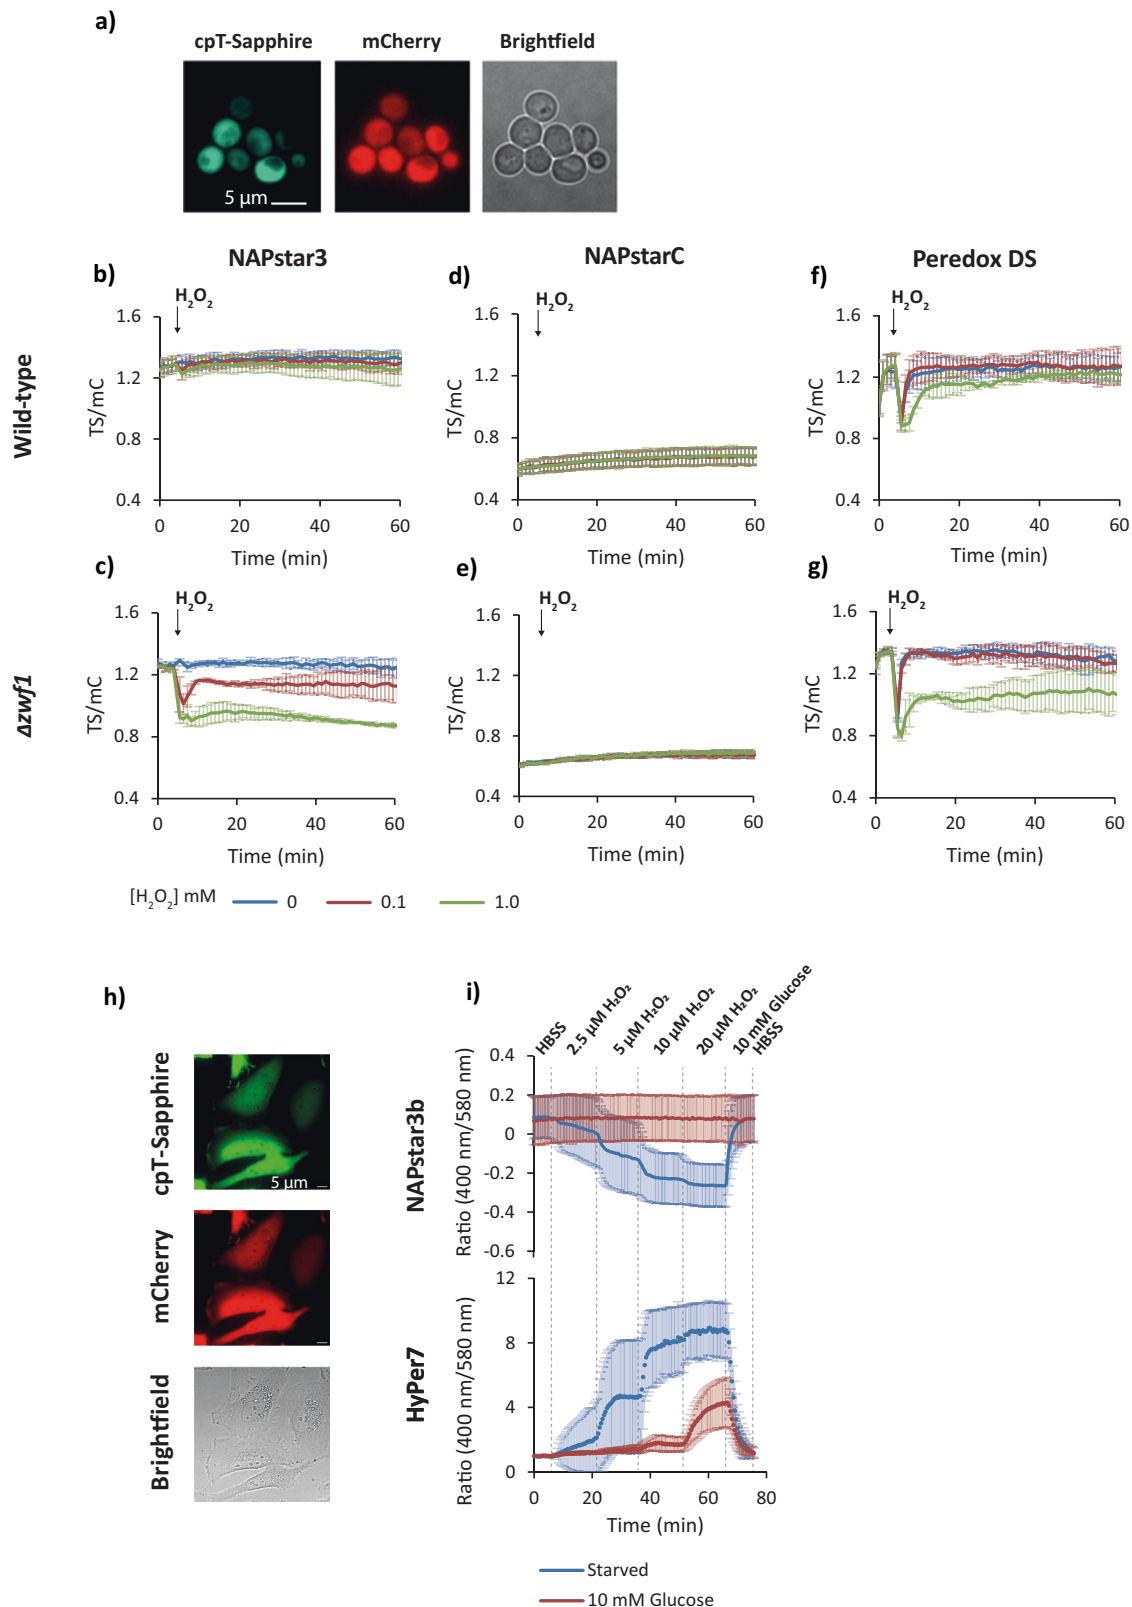 a)
cpT-Sapphire mCherry Brightfield
5 µm
NAPstar3 NAPstarC Peredox DS
Wild-type
b)
H₂O₂
TS/mC
1.6
1.2
0.8
0.4
0 20 40 60
Time (min)
d)
H₂O₂
TS/mC
1.6
1.2
0.8
0.4
0 20 40 60
Time (min)
f)
H₂O₂
TS/mC
1.6
1.2
0.8
0.4
0 20 40 60
Time (min)
Δzwf1
c)
H₂O₂
TS/mC
1.6
1.2
0.8
0.4
0 20 40 60
Time (min)
e)
H₂O₂
TS/mC
1.6
1.2
0.8
0.4
0 20 40 60
Time (min)
g)
H₂O₂
TS/mC
1.6
1.2
0.8
0.4
0 20 40 60
Time (min)
[H₂O₂] mM 0 0.1 1.0
h)
cpT-Sapphire
5 µm
mCherry
Brightfield
i)
HBSS
2.5 µM H₂O₂
5 µM H₂O₂
10 µM H₂O₂
20 µM H₂O₂
10 mM Glucose
HBSS
NAPstar3b
Ratio (400 nm/580 nm)
0.4
0.2
0
-0.2
-0.4
-0.6
HyPer7
Ratio (400 nm/580 nm)
12
8
4
0
0 20 40 60 80
Time (min)
Starved
10 mM Glucose